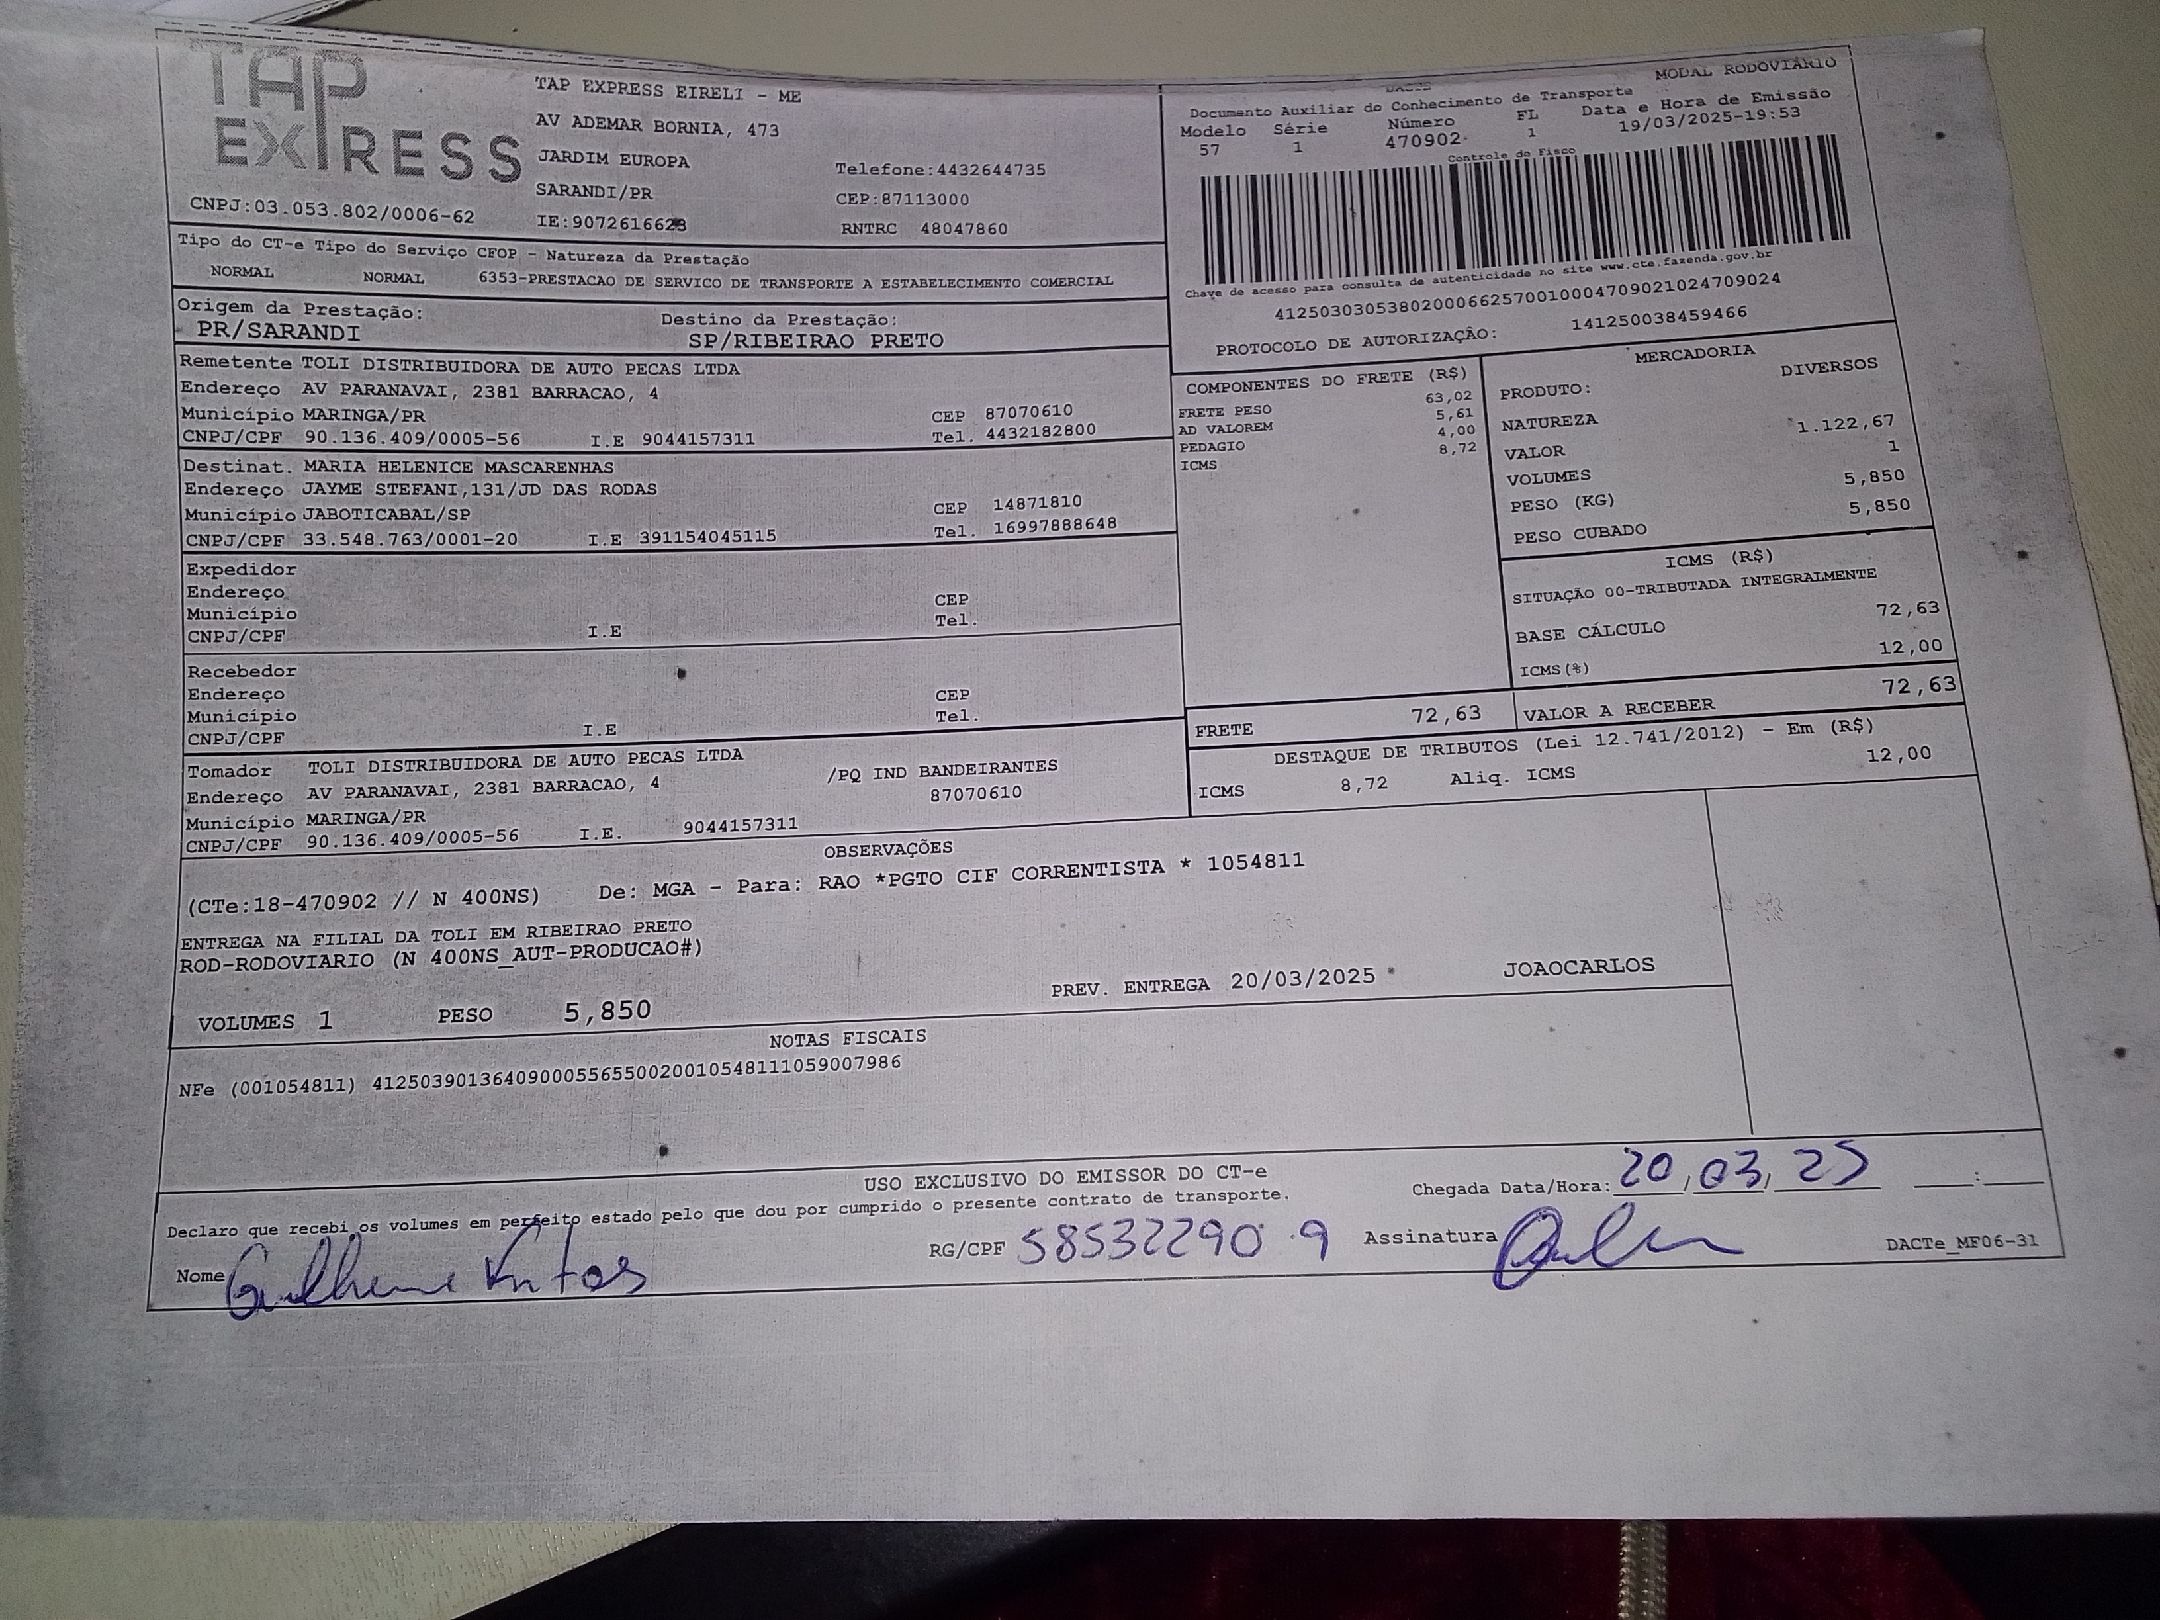 TAP
EXPRESS
TAP EXPRESS EIRELI - ME
AV ADEMAR BORNIA, 473
JARDIM EUROPA
Telefone:4432644735
SARANDI/PR
CEP:87113000
CNPJ:03.053.802/0006-62
IE:9072616623
RNTRC 48047860
DACTE
MODAL RODOVIÁRIO
Documento Auxiliar do Conhecimento de Transporte
Modelo Série Número FL Data e Hora de Emissão
57 1 470902 1 19/03/2025-19:53
Controle do Fisco
Chave de acesso para consulta de autenticidade no site www.cte.fazenda.gov.br
41250303053802000662570010004709021024709024
PROTOCOLO DE AUTORIZAÇÂO: 141250038459466
Tipo do CT-e Tipo do Serviço CFOP - Natureza da Prestação
NORMAL NORMAL 6353-PRESTACAO DE SERVICO DE TRANSPORTE A ESTABELECIMENTO COMERCIAL
Origem da Prestação: Destino da Prestação:
PR/SARANDI SP/RIBEIRAO PRETO
Remetente TOLI DISTRIBUIDORA DE AUTO PECAS LTDA
Endereço AV PARANAVAI, 2381 BARRACAO, 4
Município MARINGA/PR CEP 87070610
CNPJ/CPF 90.136.409/0005-56 I.E 9044157311 Tel. 4432182800
Destinat. MARIA HELENICE MASCARENHAS
Endereço JAYME STEFANI,131/JD DAS RODAS
Município JABOTICABAL/SP CEP 14871810
CNPJ/CPF 33.548.763/0001-20 I.E 391154045115 Tel. 16997888648
Expedidor
Endereço
Município CEP
CNPJ/CPF I.E Tel.
Recebedor
Endereço CEP
Município Tel.
CNPJ/CPF I.E
Tomador TOLI DISTRIBUIDORA DE AUTO PECAS LTDA
Endereço AV PARANAVAI, 2381 BARRACAO, 4 /PQ IND BANDEIRANTES
Município MARINGA/PR 87070610
CNPJ/CPF 90.136.409/0005-56 I.E. 9044157311
COMPONENTES DO FRETE (R$)
FRETE PESO 63,02
AD VALOREM 5,61
PEDAGIO 4,00
ICMS 8,72
MERCADORIA
PRODUTO: DIVERSOS
NATUREZA
VALOR 1.122,67
VOLUMES 1
PESO (KG) 5,850
PESO CUBADO 5,850
ICMS (R$)
SITUAÇÃO 00-TRIBUTADA INTEGRALMENTE
BASE CÁLCULO 72,63
ICMS(%) 12,00
FRETE 72,63 VALOR A RECEBER 72,63
DESTAQUE DE TRIBUTOS (Lei 12.741/2012) - Em (R$)
ICMS 8,72 Aliq. ICMS 12,00
OBSERVAÇÕES
(CTe:18-470902 // N 400NS) De: MGA - Para: RAO *PGTO CIF CORRENTISTA * 1054811
ENTREGA NA FILIAL DA TOLI EM RIBEIRAO PRETO
ROD-RODOVIARIO (N 400NS_AUT-PRODUCAO#)
VOLUMES 1 PESO 5,850 PREV. ENTREGA 20/03/2025 JOAOCARLOS
NOTAS FISCAIS
NFe (001054811) 41250390136409000556550020010548111059007986
USO EXCLUSIVO DO EMISSOR DO CT-e
Declaro que recebi os volumes em perfeito estado pelo que dou por cumprido o presente contrato de transporte.
Chegada Data/Hora: 20/03/25 :
Nome Guilherme RG/CPF 58532290.9 Assinatura
DACTe_MF06-31